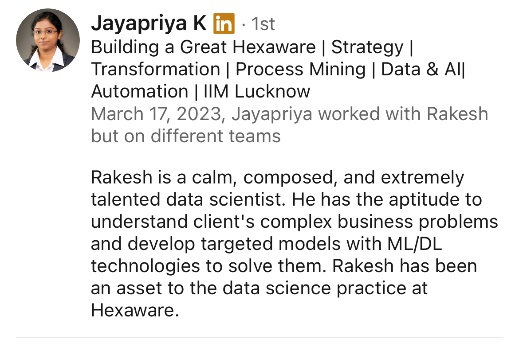 Jayapriya K in · 1st
Building a Great Hexaware | Strategy |
Transformation | Process Mining | Data & AI|
Automation | IIM Lucknow
March 17, 2023, Jayapriya worked with Rakesh
but on different teams
Rakesh is a calm, composed, and extremely
talented data scientist. He has the aptitude to
understand client's complex business problems
and develop targeted models with ML/DL
technologies to solve them. Rakesh has been
an asset to the data science practice at
Hexaware.